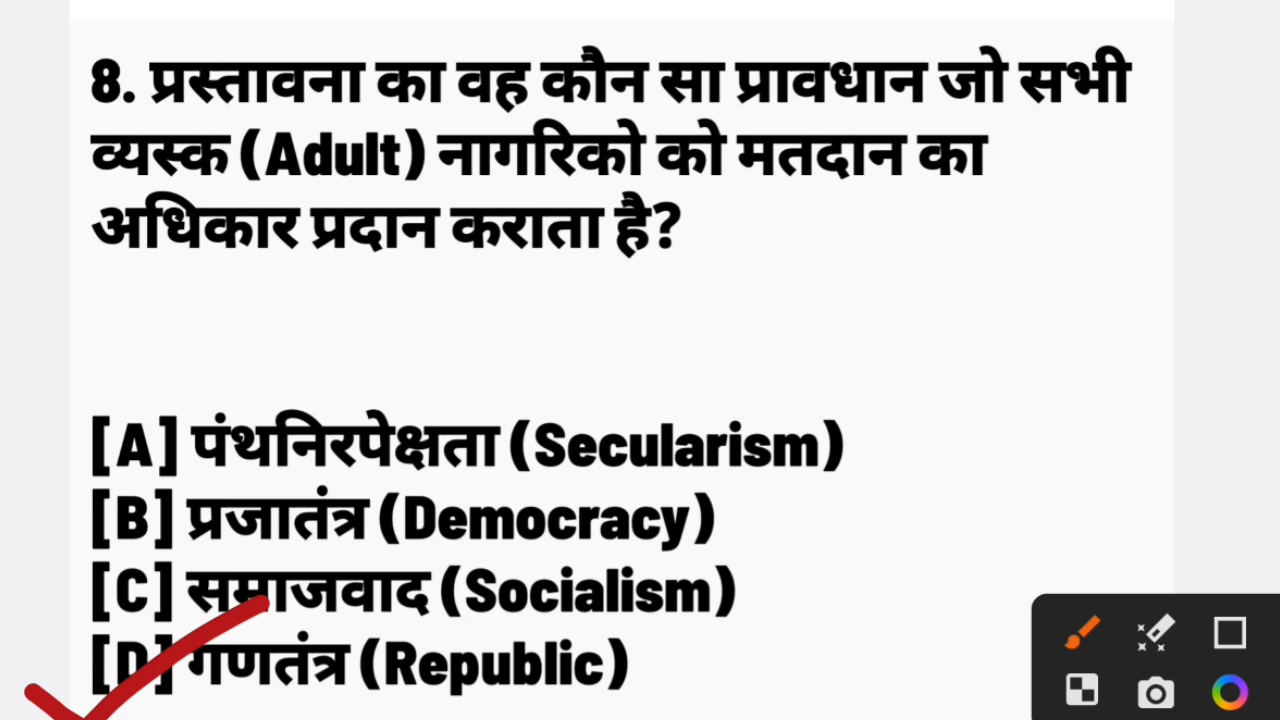 8. प्रस्तावना का वह कौन सा प्रावधान जो सभी
व्यस्क (Adult) नागरिको को मतदान का
अधिकार प्रदान कराता है?
[A] पंथनिरपेक्षता (Secularism)
[B] प्रजातंत्र (Democracy)
[C] समाजवाद (Socialism)
[D] गणतंत्र (Republic)